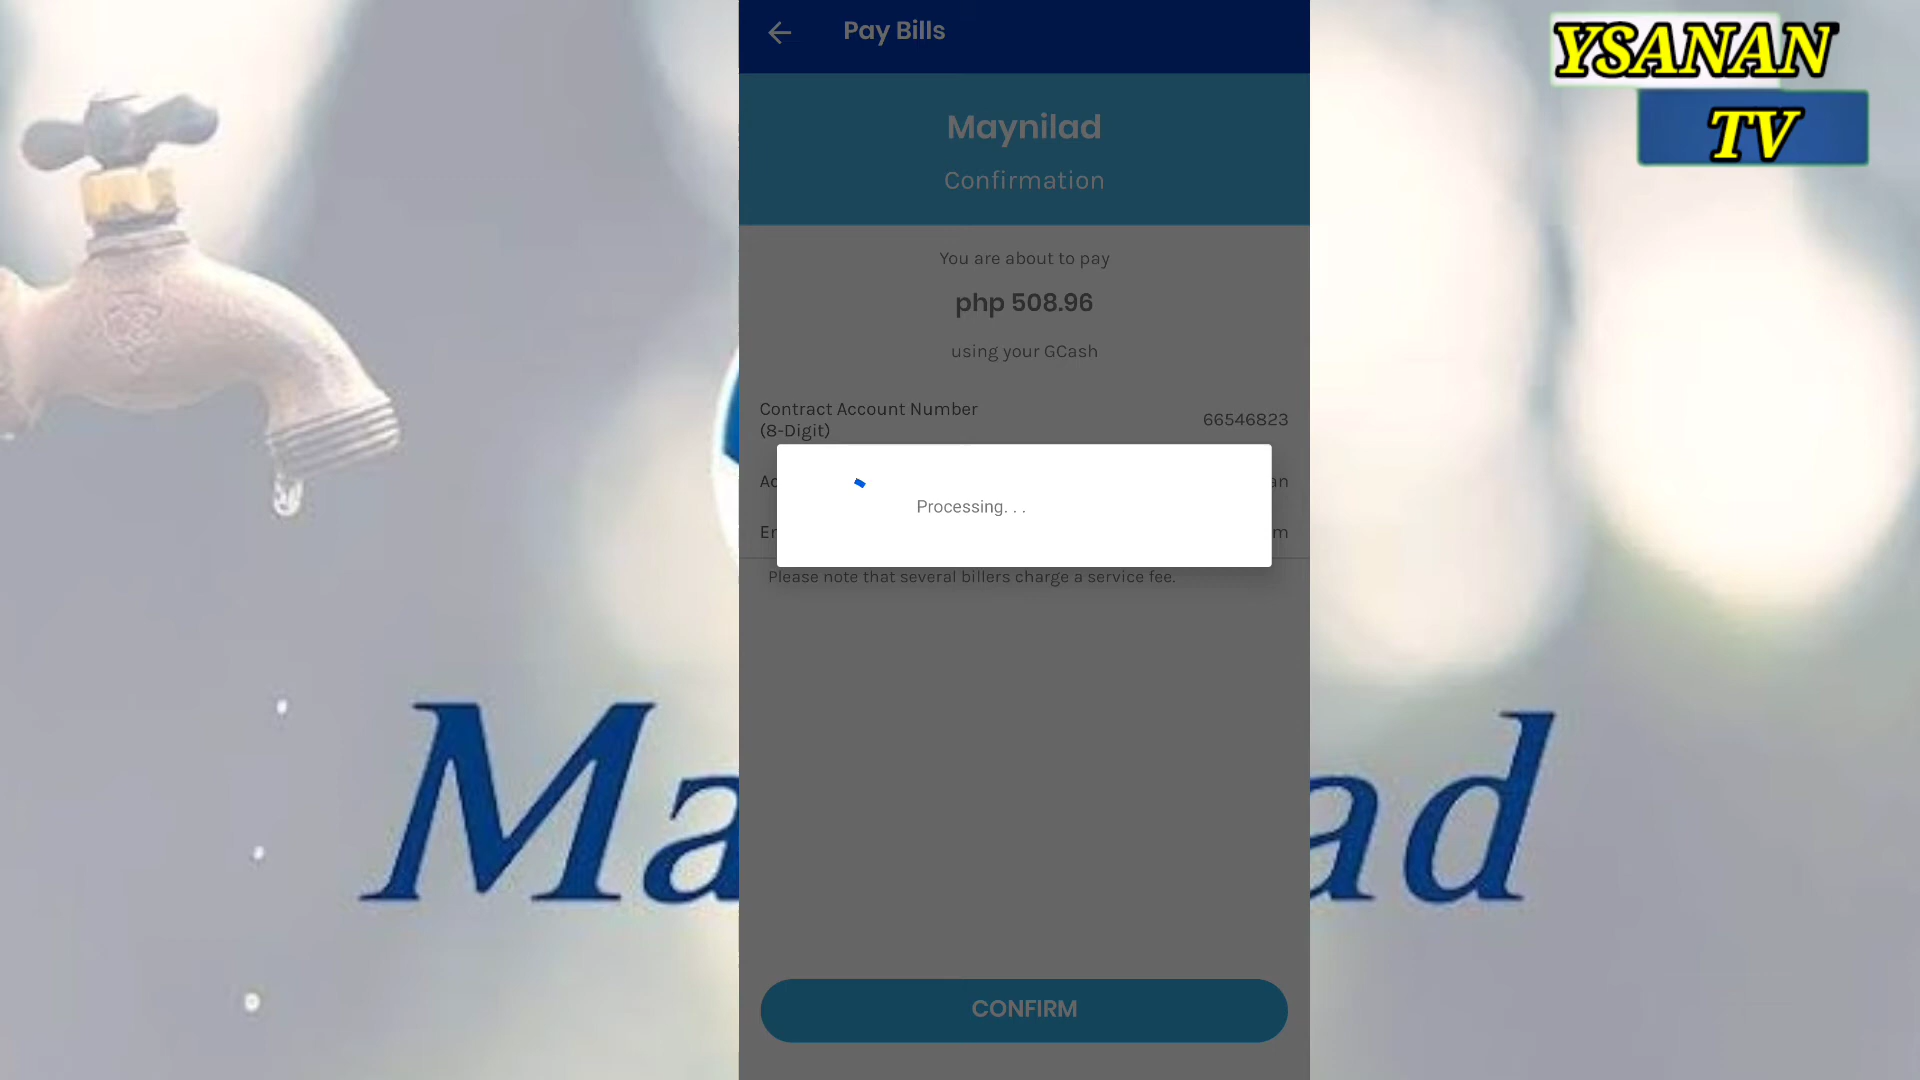 Pay Bills
YSANAN
TV
Maynilad
Confirmation
You are about to pay
php 508.96
using your GCash
Contract Account Number
(8-Digit)
66546823
Processing. . .
Please note that several billers charge a service fee.
CONFIRM